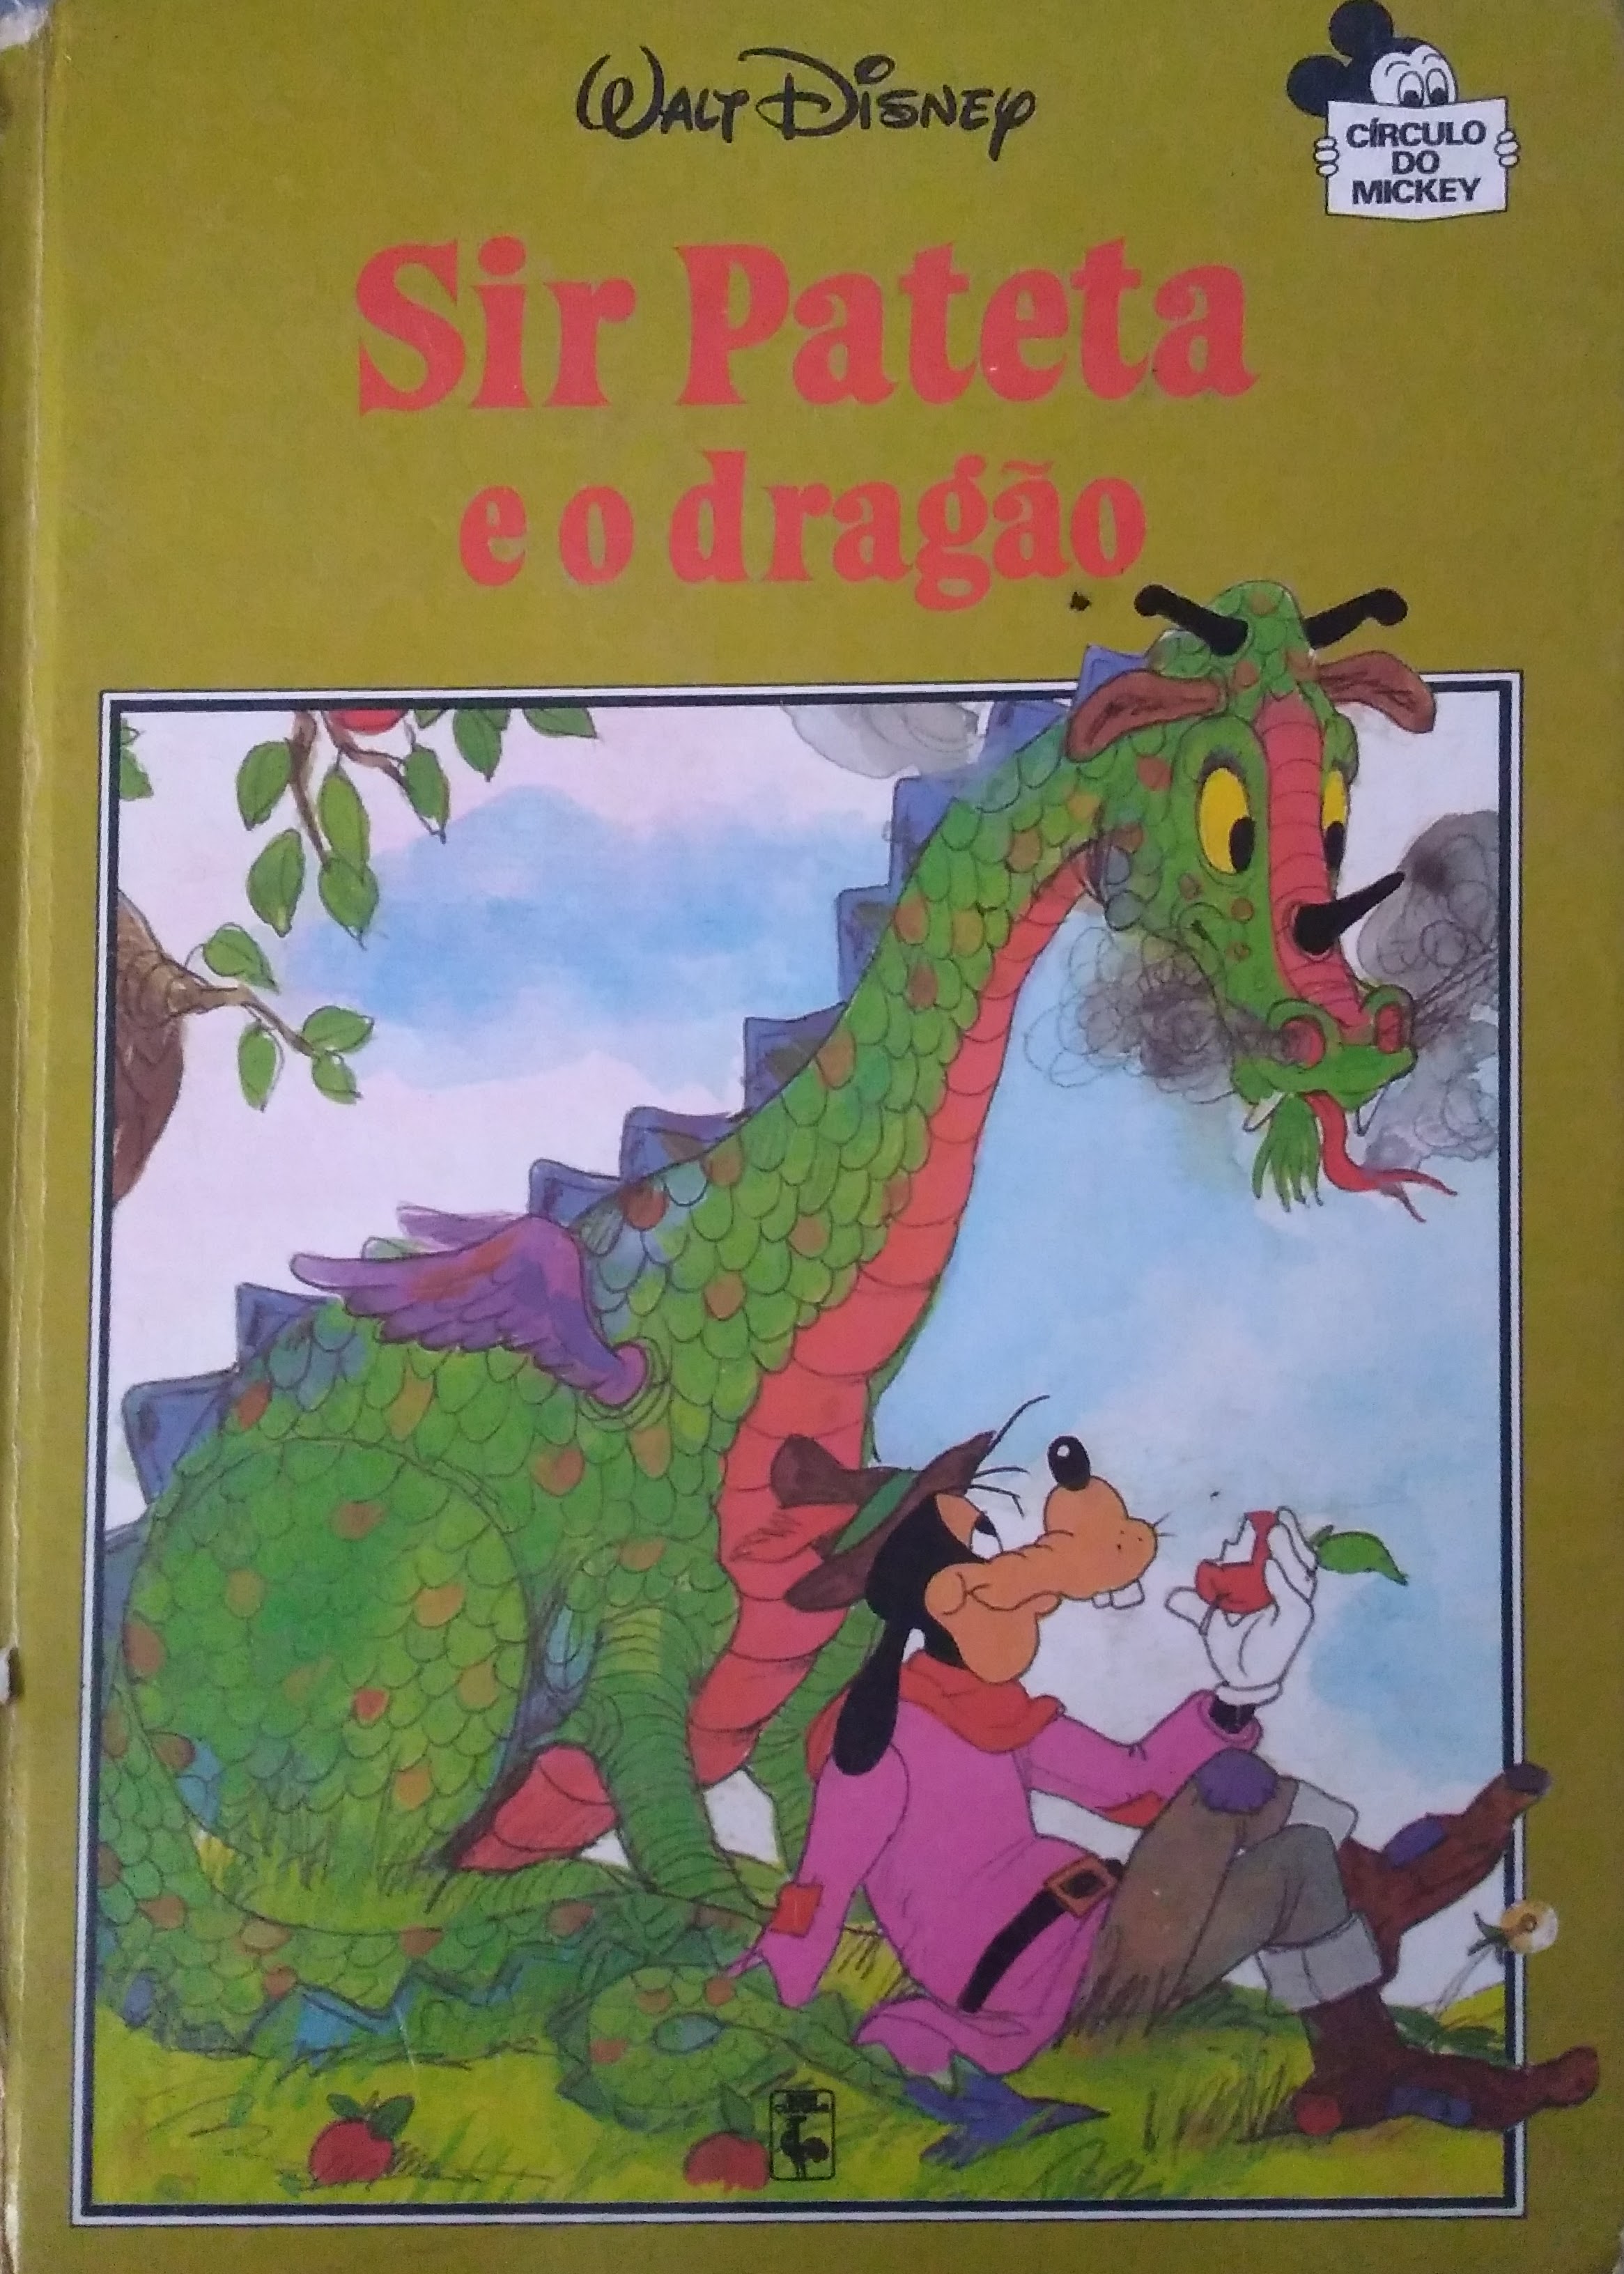 WALT DISNEY
CÍRCULO
DO
MICKEY
Sir Pateta
e o dragão